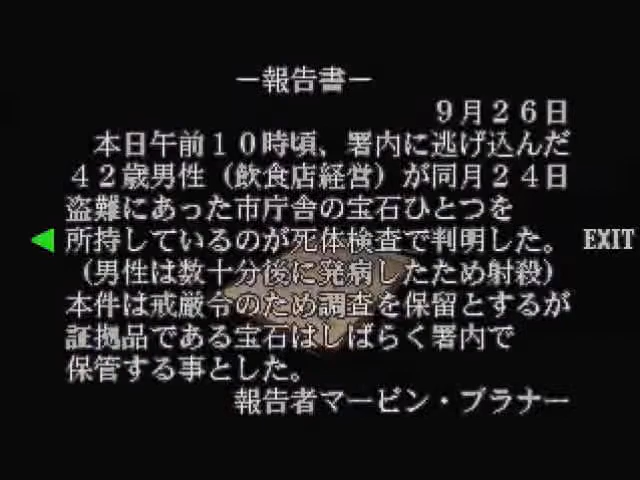 －報告書－
９月２６日
本日午前１０時頃、署内に逃げ込んだ
４２歳男性（飲食店経営）が同月２４日
盗難にあった市庁舎の宝石ひとつを
所持しているのが死体検査で判明した。
EXIT
（男性は数十分後に発病したため射殺）
本件は戒厳令のため調査を保留とするが
証拠品である宝石はしばらく署内で
保管する事とした。
報告者マービン・ブラナー